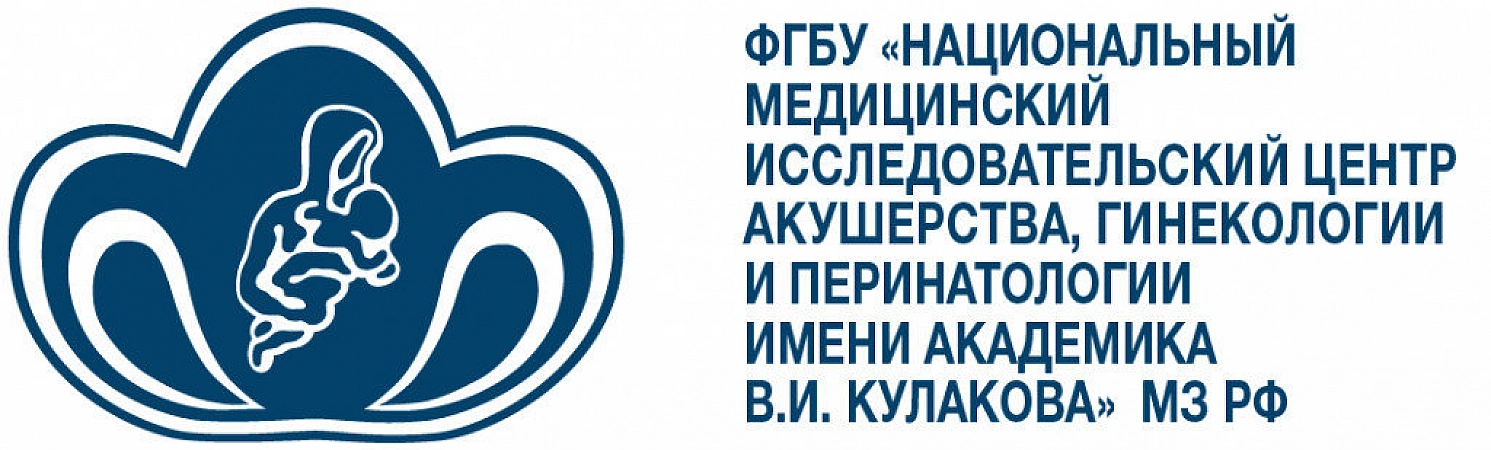 ФГБУ «НАЦИОНАЛЬНЫЙ
МЕДИЦИНСКИЙ
ИССЛЕДОВАТЕЛЬСКИЙ ЦЕНТР
АКУШЕРСТВА, ГИНЕКОЛОГИИ
И ПЕРИНАТОЛОГИИ
ИМЕНИ АКАДЕМИКА
В.И. КУЛАКОВА» МЗ РФ